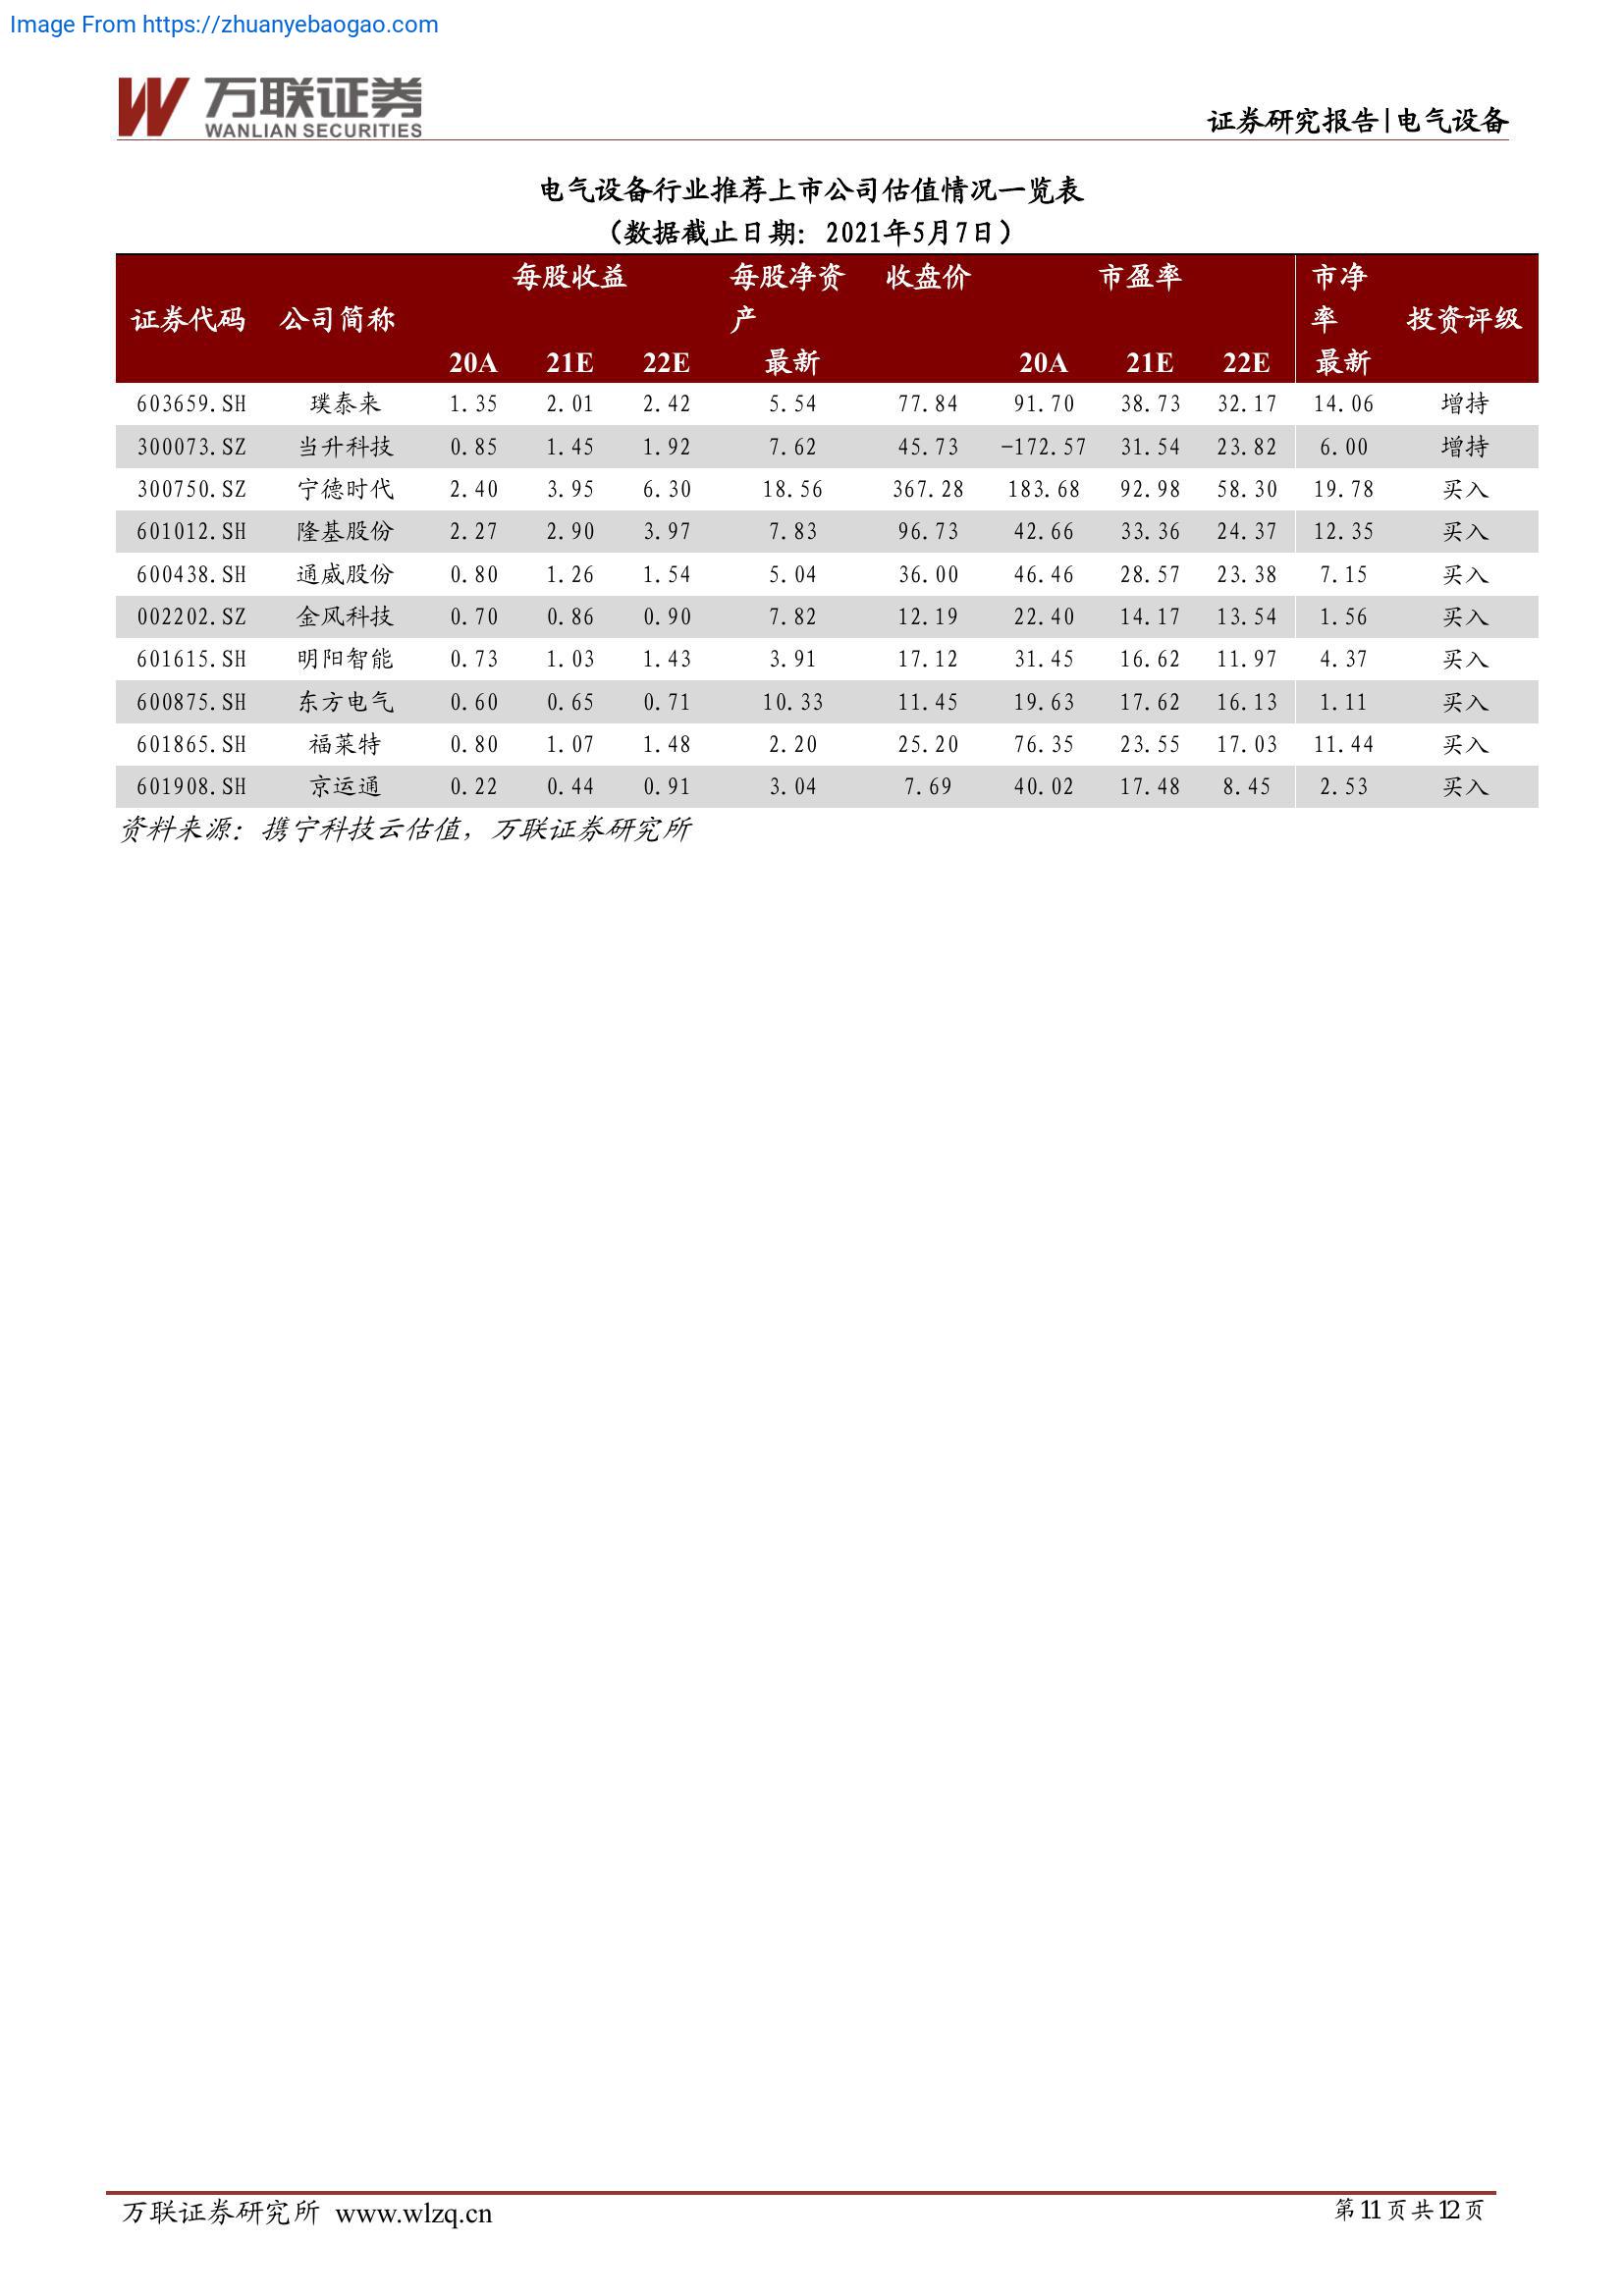 Image From https://zhuanyebaogao.com
万联证券
WANLIAN SECURITIES
证券研究报告|电气设备
电气设备行业推荐上市公司估值情况一览表
（数据截止日期：2021年5月7日）
证券代码 公司简称 每股收益 每股净资产 收盘价 市盈率 市净率 投资评级
20A 21E 22E 最新 20A 21E 22E 最新
603659.SH 璞泰来 1.35 2.01 2.42 5.54 77.84 91.70 38.73 32.17 14.06 增持
300073.SZ 当升科技 0.85 1.45 1.92 7.62 45.73 -172.57 31.54 23.82 6.00 增持
300750.SZ 宁德时代 2.40 3.95 6.30 18.56 367.28 183.68 92.98 58.30 19.78 买入
601012.SH 隆基股份 2.27 2.90 3.97 7.83 96.73 42.66 33.36 24.37 12.35 买入
600438.SH 通威股份 0.80 1.26 1.54 5.04 36.00 46.46 28.57 23.38 7.15 买入
002202.SZ 金风科技 0.70 0.86 0.90 7.82 12.19 22.40 14.17 13.54 1.56 买入
601615.SH 明阳智能 0.73 1.03 1.43 3.91 17.12 31.45 16.62 11.97 4.37 买入
600875.SH 东方电气 0.60 0.65 0.71 10.33 11.45 19.63 17.62 16.13 1.11 买入
601865.SH 福莱特 0.80 1.07 1.48 2.20 25.20 76.35 23.55 17.03 11.44 买入
601908.SH 京运通 0.22 0.44 0.91 3.04 7.69 40.02 17.48 8.45 2.53 买入
资料来源：携宁科技云估值，万联证券研究所
万联证券研究所 www.wlzq.cn
第11页共12页